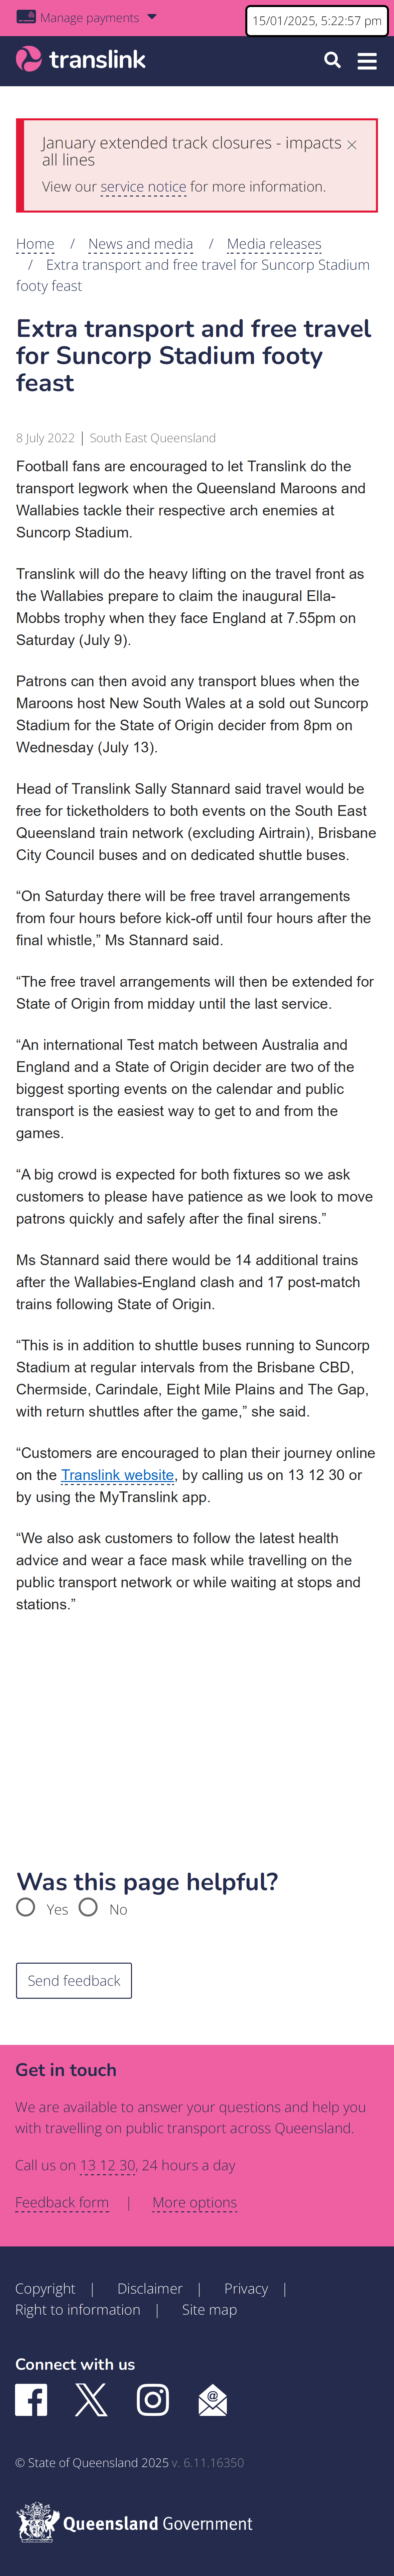 Manage payments
15/01/2025, 5:22:57 pm
translink
January extended track closures - impacts
all lines
View our service notice for more information.
Home / News and media / Media releases
/ Extra transport and free travel for Suncorp Stadium
footy feast
Extra transport and free travel
for Suncorp Stadium footy
feast
8 July 2022 | South East Queensland
Football fans are encouraged to let Translink do the
transport legwork when the Queensland Maroons and
Wallabies tackle their respective arch enemies at
Suncorp Stadium.
Translink will do the heavy lifting on the travel front as
the Wallabies prepare to claim the inaugural Ella-
Mobbs trophy when they face England at 7.55pm on
Saturday (July 9).
Patrons can then avoid any transport blues when the
Maroons host New South Wales at a sold out Suncorp
Stadium for the State of Origin decider from 8pm on
Wednesday (July 13).
Head of Translink Sally Stannard said travel would be
free for ticketholders to both events on the South East
Queensland train network (excluding Airtrain), Brisbane
City Council buses and on dedicated shuttle buses.
“On Saturday there will be free travel arrangements
from four hours before kick-off until four hours after the
final whistle,” Ms Stannard said.
“The free travel arrangements will then be extended for
State of Origin from midday until the last service.
“An international Test match between Australia and
England and a State of Origin decider are two of the
biggest sporting events on the calendar and public
transport is the easiest way to get to and from the
games.
“A big crowd is expected for both fixtures so we ask
customers to please have patience as we look to move
patrons quickly and safely after the final sirens.”
Ms Stannard said there would be 14 additional trains
after the Wallabies-England clash and 17 post-match
trains following State of Origin.
“This is in addition to shuttle buses running to Suncorp
Stadium at regular intervals from the Brisbane CBD,
Chermside, Carindale, Eight Mile Plains and The Gap,
with return shuttles after the game,” she said.
“Customers are encouraged to plan their journey online
on the Translink website, by calling us on 13 12 30 or
by using the MyTranslink app.
“We also ask customers to follow the latest health
advice and wear a face mask while travelling on the
public transport network or while waiting at stops and
stations.”
Was this page helpful?
Yes No
Send feedback
Get in touch
We are available to answer your questions and help you
with travelling on public transport across Queensland.
Call us on 13 12 30, 24 hours a day
Feedback form | More options
Copyright | Disclaimer | Privacy |
Right to information | Site map
Connect with us
© State of Queensland 2025 v. 6.11.16350
Queensland Government